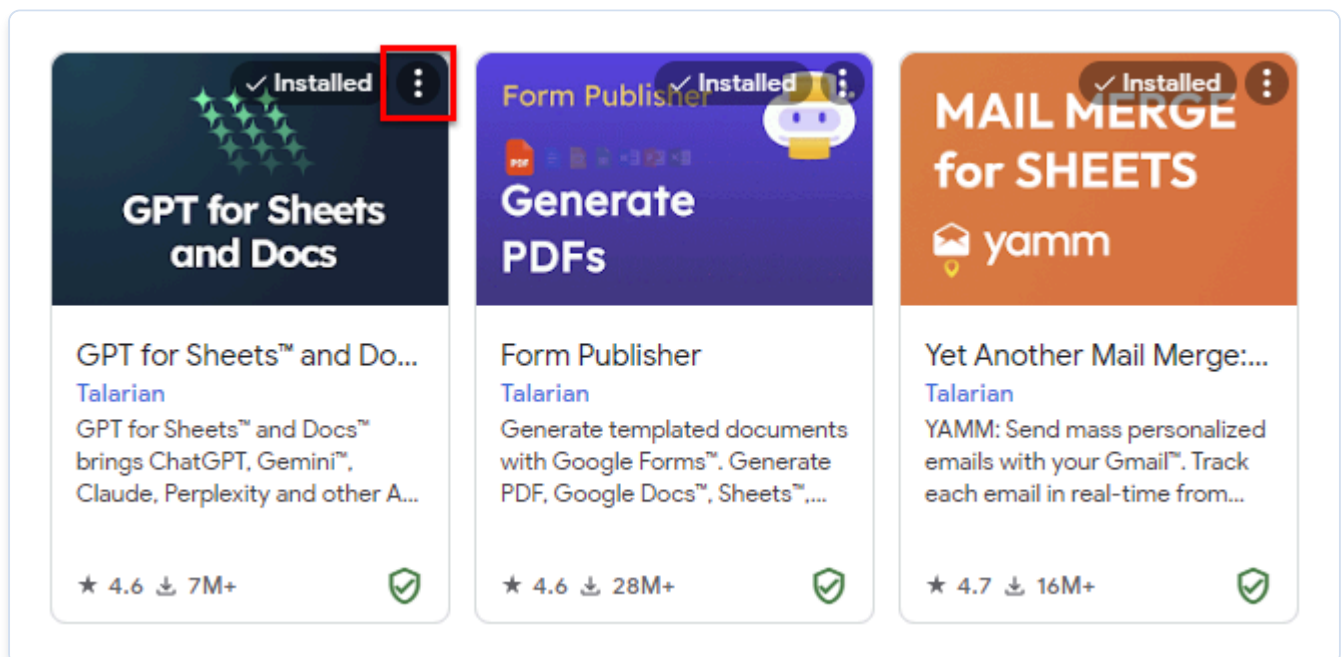 ✓ Installed
GPT for Sheets
and Docs
GPT for Sheets™ and Do...
Talarian
GPT for Sheets™ and Docs™
brings ChatGPT, Gemini™,
Claude, Perplexity and other A...
★ 4.6 7M+
Form Publisher
✓ Installed
PDF
Generate
PDFs
Form Publisher
Talarian
Generate templated documents
with Google Forms™. Generate
PDF, Google Docs™, Sheets™,...
★ 4.6 28M+
✓ Installed
MAIL MERGE
for SHEETS
yamm
Yet Another Mail Merge:...
Talarian
YAMM: Send mass personalized
emails with your Gmail™. Track
each email in real-time from...
★ 4.7 16M+